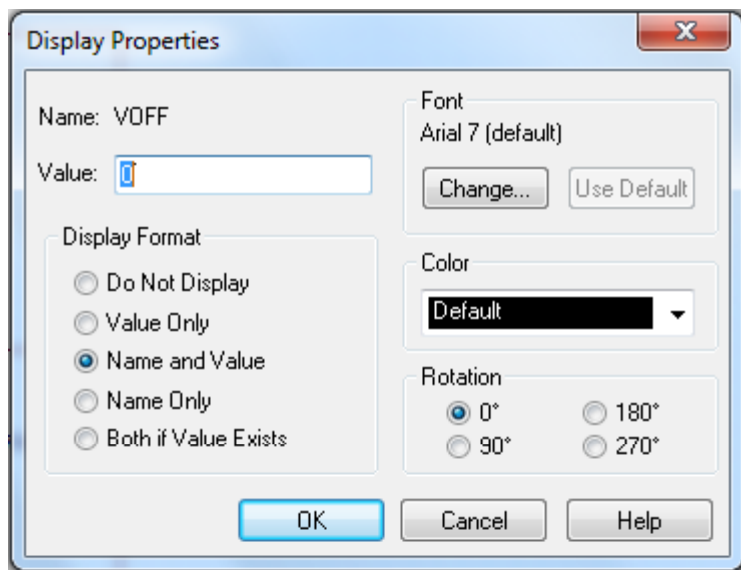 Display Properties
Name: VOFF
Value: 0
Display Format
Do Not Display
Value Only
Name and Value
Name Only
Both if Value Exists
Font
Arial 7 (default)
Change... Use Default
Color
Default
Rotation
0° 180°
90° 270°
OK Cancel Help